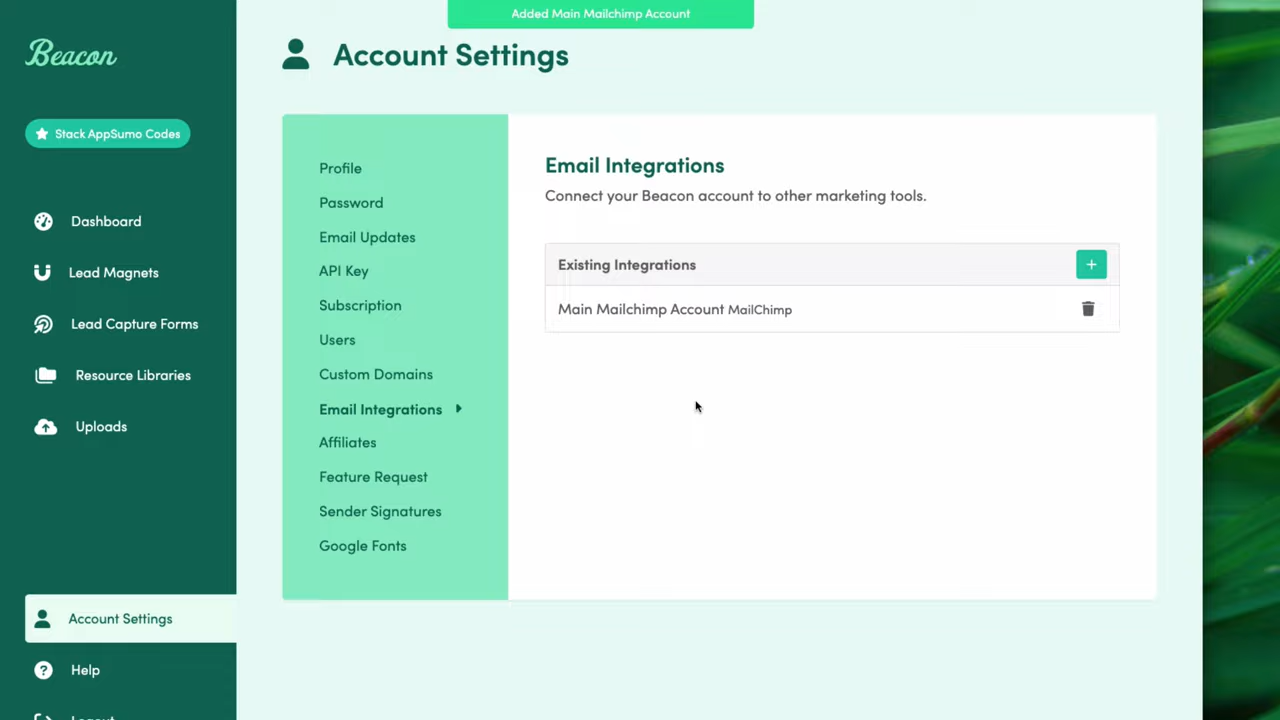 Added Main Mailchimp Account
Beacon
Account Settings
Stack AppSumo Codes
Dashboard
Lead Magnets
Lead Capture Forms
Resource Libraries
Uploads
Account Settings
Help
Logout
Profile
Password
Email Updates
API Key
Subscription
Users
Custom Domains
Email Integrations
Affiliates
Feature Request
Sender Signatures
Google Fonts
Email Integrations
Connect your Beacon account to other marketing tools.
Existing Integrations
+
Main Mailchimp Account MailChimp